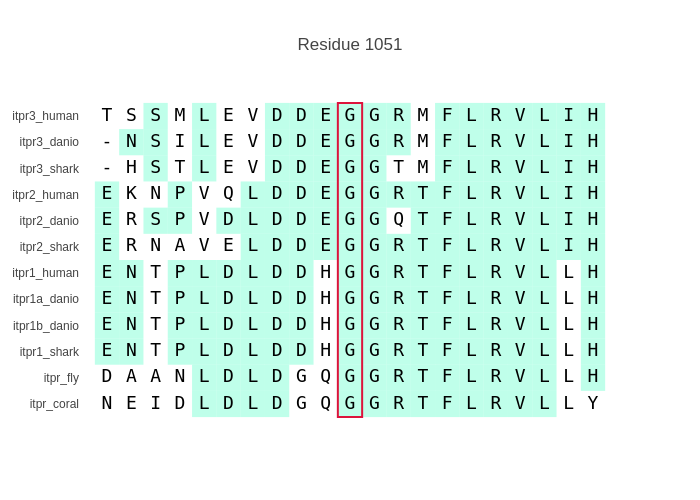 Residue 1051
itpr3_human T S S M L E V D D E G G R M F L R V L I H
itpr3_danio - N S I L E V D D E G G R M F L R V L I H
itpr3_shark - H S T L E V D D E G G T M F L R V L I H
itpr2_human E K N P V Q L D D E G G R T F L R V L I H
itpr2_danio E R S P V D L D D E G G Q T F L R V L I H
itpr2_shark E R N A V E L D D E G G R T F L R V L I H
itpr1_human E N T P L D L D D H G G R T F L R V L L H
itpr1a_danio E N T P L D L D D H G G R T F L R V L L H
itpr1b_danio E N T P L D L D D H G G R T F L R V L L H
itpr1_shark E N T P L D L D D H G G R T F L R V L L H
itpr_fly D A A N L D L D G Q G G R T F L R V L L H
itpr_coral N E I D L D L D G Q G G R T F L R V L L Y